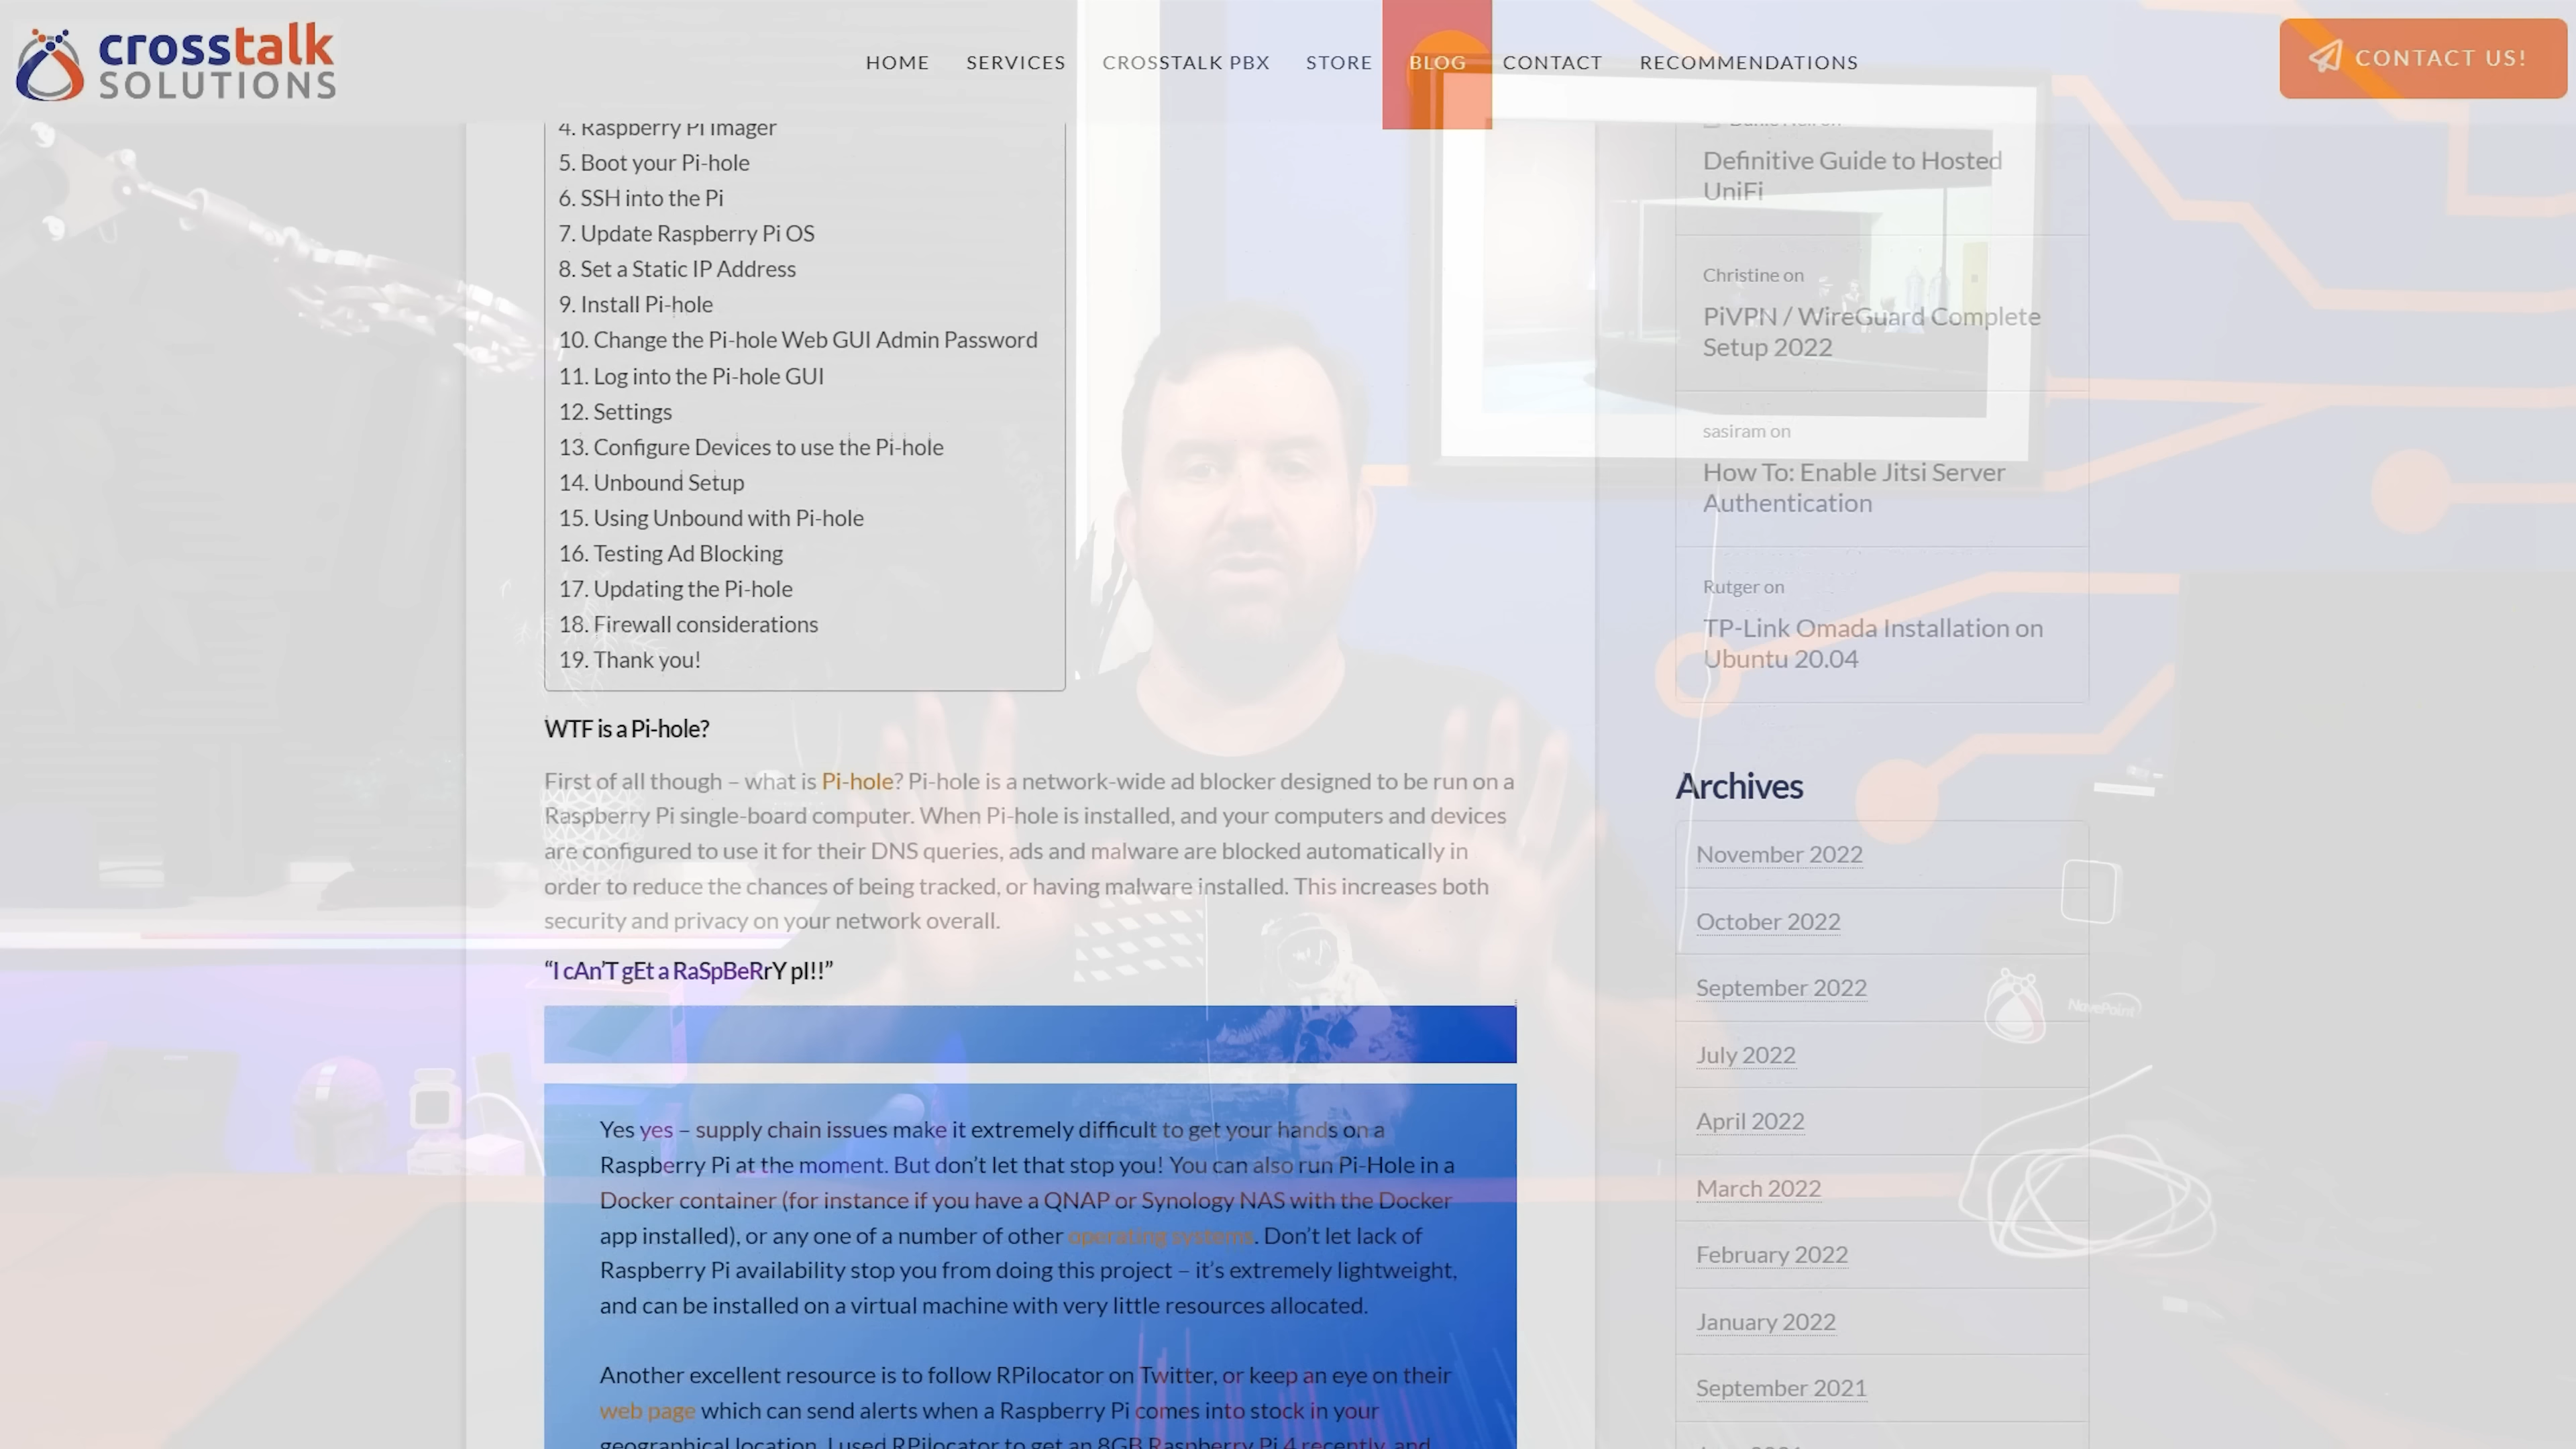 crosstalk
SOLUTIONS
HOME
SERVICES
CROSSTALK PBX
STORE
BLOG
CONTACT
RECOMMENDATIONS
CONTACT US!
4. Raspberry Pi Imager
5. Boot your Pi-hole
6. SSH into the Pi
7. Update Raspberry Pi OS
8. Set a Static IP Address
9. Install Pi-hole
10. Change the Pi-hole Web GUI Admin Password
11. Log into the Pi-hole GUI
12. Settings
13. Configure Devices to use the Pi-hole
14. Unbound Setup
15. Using Unbound with Pi-hole
16. Testing Ad Blocking
17. Updating the Pi-hole
18. Firewall considerations
19. Thank you!
WTF is a Pi-hole?
First of all though – what is Pi-hole? Pi-hole is a network-wide ad blocker designed to be run on a
Raspberry Pi single-board computer. When Pi-hole is installed, and your computers and devices
are configured to use it for their DNS queries, ads and malware are blocked automatically in
order to reduce the chances of being tracked, or having malware installed. This increases both
security and privacy on your network overall.
“I cAn’T gEt a RaSpBeRrY pI!!”
Yes yes – supply chain issues make it extremely difficult to get your hands on a
Raspberry Pi at the moment. But don’t let that stop you! You can also run Pi-Hole in a
Docker container (for instance if you have a QNAP or Synology NAS with the Docker
app installed), or any one of a number of other operating systems. Don’t let lack of
Raspberry Pi availability stop you from doing this project – it’s extremely lightweight,
and can be installed on a virtual machine with very little resources allocated.
Another excellent resource is to follow RPilocator on Twitter, or keep an eye on their
web page which can send alerts when a Raspberry Pi comes into stock in your
geographical location. I used RPilocator to get an 8GB Raspberry Pi 4 recently, and
Definitive Guide to Hosted
UniFi
Christine on
PiVPN / WireGuard Complete
Setup 2022
sasiram on
How To: Enable Jitsi Server
Authentication
Rutger on
TP-Link Omada Installation on
Ubuntu 20.04
Archives
November 2022
October 2022
September 2022
July 2022
April 2022
March 2022
February 2022
January 2022
September 2021
NavePoint